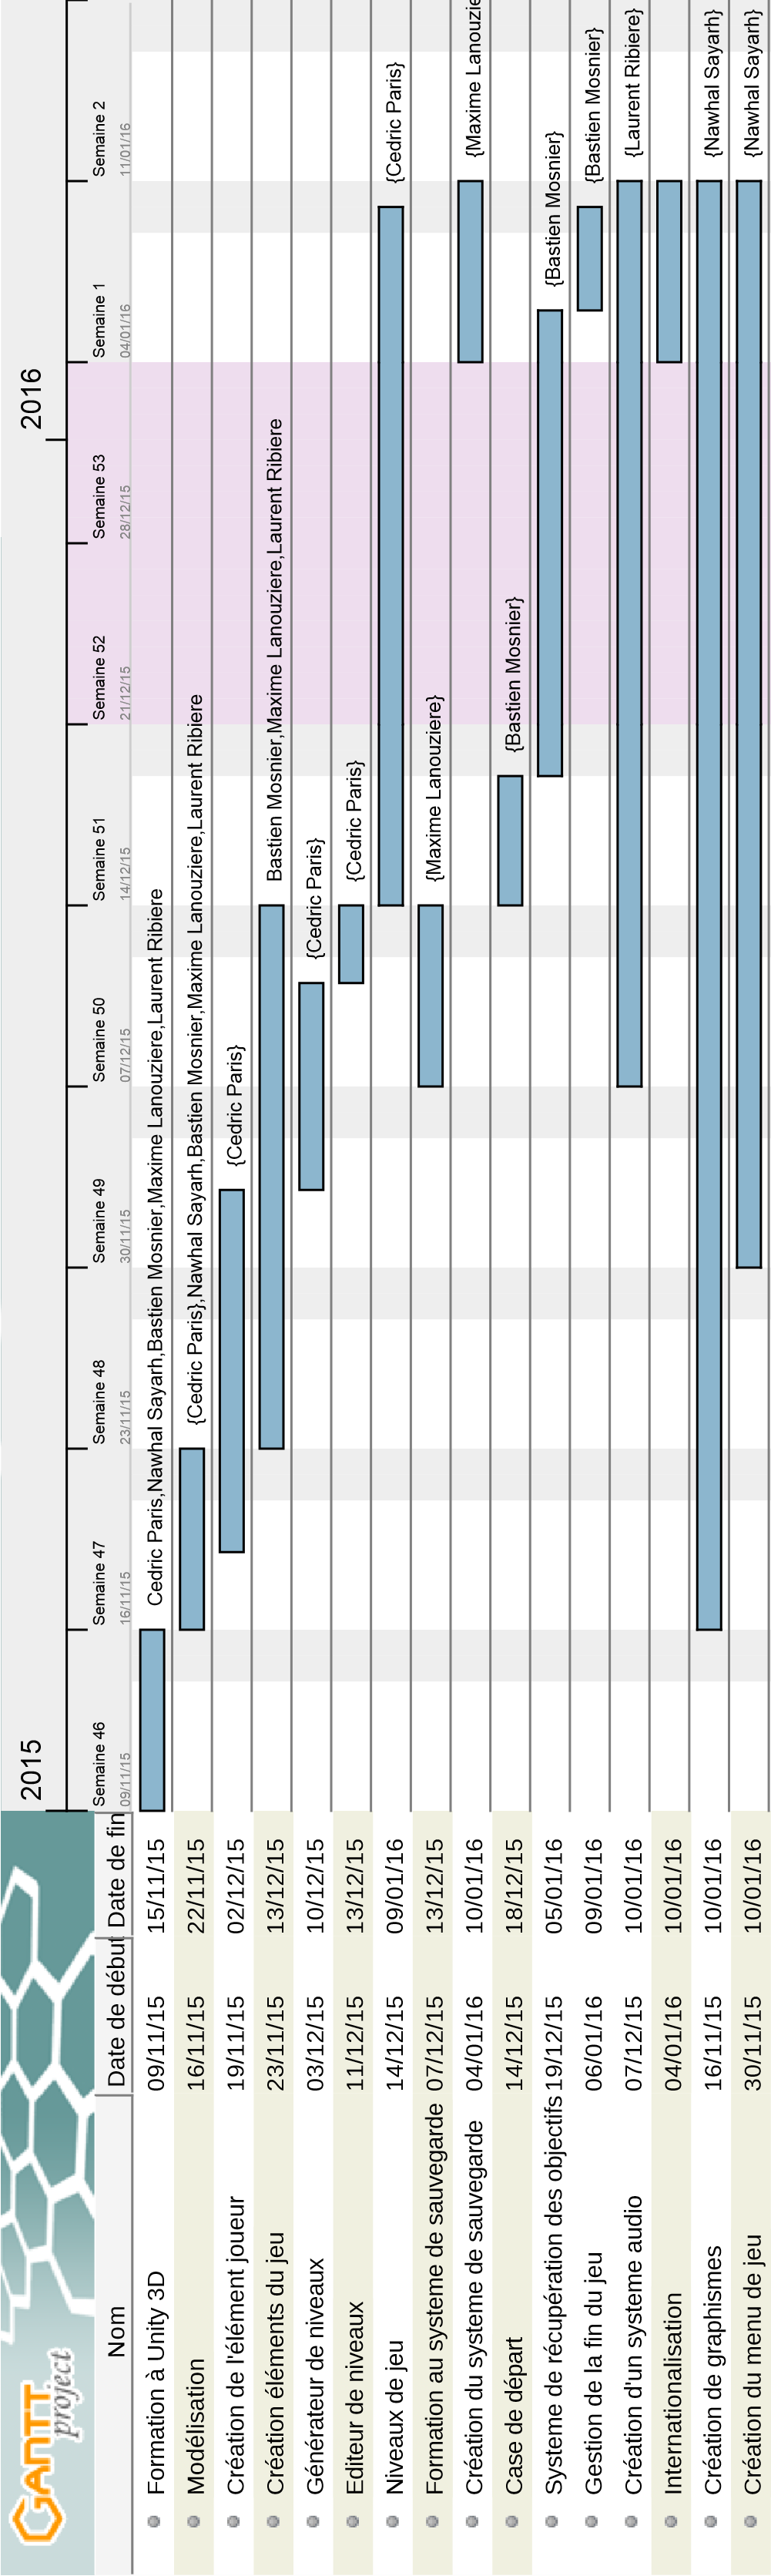 GANTT
project
2015
2016
Nom
Date de début
Date de fin
Semaine 46
Semaine 47
Semaine 48
Semaine 49
Semaine 50
Semaine 51
Semaine 52
Semaine 53
Semaine 1
Semaine 2
09/11/15
16/11/15
23/11/15
30/11/15
07/12/15
14/12/15
21/12/15
28/12/15
04/01/16
11/01/16
Formation à Unity 3D 09/11/15 15/11/15 Cedric Paris,Nawhal Sayarh,Bastien Mosnier,Maxime Lanouziere,Laurent Ribiere
Modélisation 16/11/15 22/11/15 {Cedric Paris},Nawhal Sayarh,Bastien Mosnier,Maxime Lanouziere,Laurent Ribiere
Création de l'élément joueur 19/11/15 02/12/15 {Cedric Paris}
Création éléments du jeu 23/11/15 13/12/15 Bastien Mosnier,Maxime Lanouziere,Laurent Ribiere
Générateur de niveaux 03/12/15 10/12/15 {Cedric Paris}
Editeur de niveaux 11/12/15 13/12/15 {Cedric Paris}
Niveaux de jeu 14/12/15 09/01/16 {Cedric Paris}
Formation au systeme de sauvegarde 07/12/15 13/12/15 {Maxime Lanouziere}
Création du systeme de sauvegarde 04/01/16 10/01/16 {Maxime Lanouzie
Case de départ 14/12/15 18/12/15 {Bastien Mosnier}
Systeme de récupération des objectifs 19/12/15 05/01/16 {Bastien Mosnier}
Gestion de la fin du jeu 06/01/16 09/01/16 {Bastien Mosnier}
Création d'un systeme audio 07/12/15 10/01/16 {Laurent Ribiere}
Internationalisation 04/01/16 10/01/16
Création de graphismes 16/11/15 10/01/16 {Nawhal Sayarh}
Création du menu de jeu 30/11/15 10/01/16 {Nawhal Sayarh}